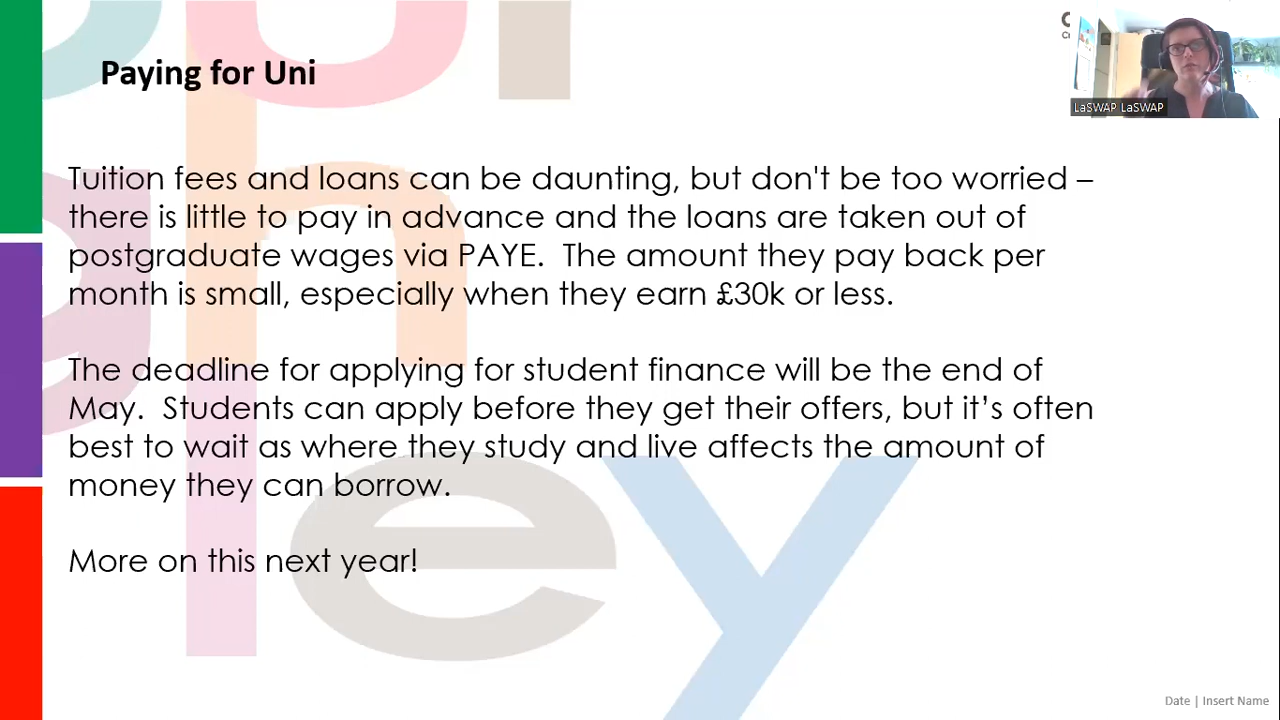 Paying for Uni
LaSWAP LaSWAP
Tuition fees and loans can be daunting, but don't be too worried –
there is little to pay in advance and the loans are taken out of
postgraduate wages via PAYE.  The amount they pay back per
month is small, especially when they earn £30k or less.
The deadline for applying for student finance will be the end of
May.  Students can apply before they get their offers, but it’s often
best to wait as where they study and live affects the amount of
money they can borrow.
More on this next year!
Date | Insert Name